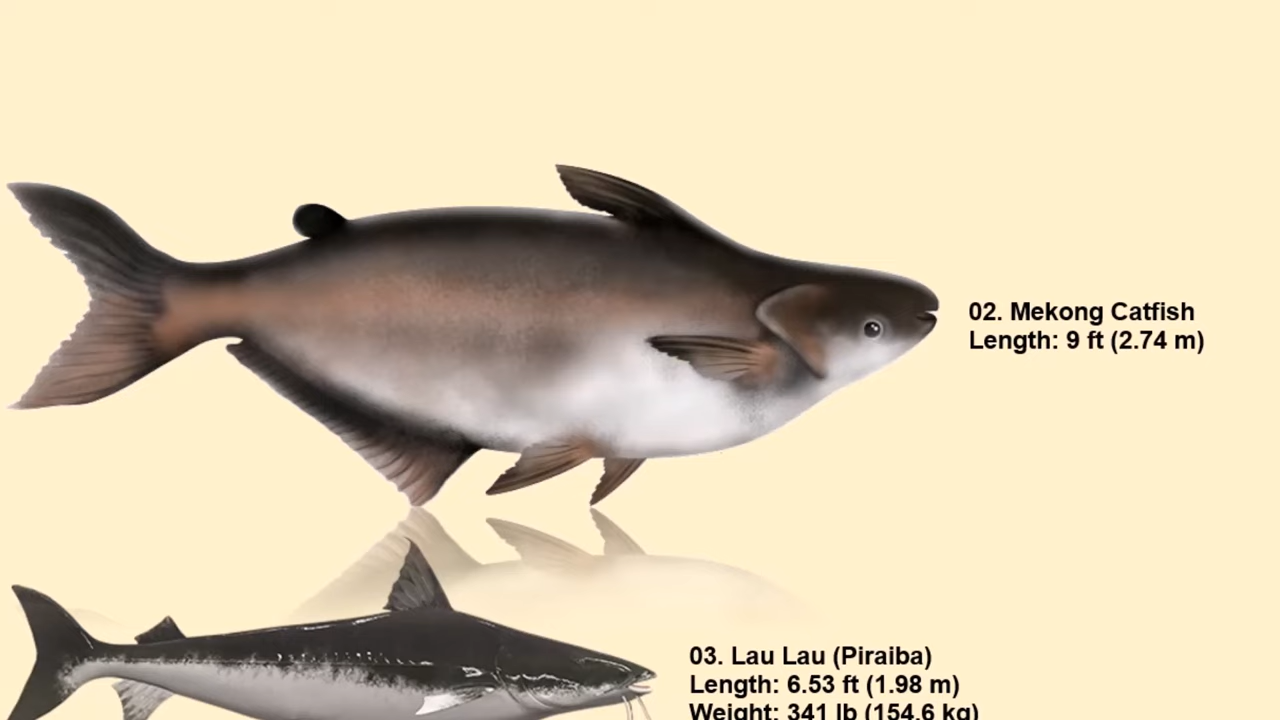 02. Mekong Catfish
Length: 9 ft (2.74 m)
03. Lau Lau (Piraiba)
Length: 6.53 ft (1.98 m)
Weight: 341 lb (154.6 kg)